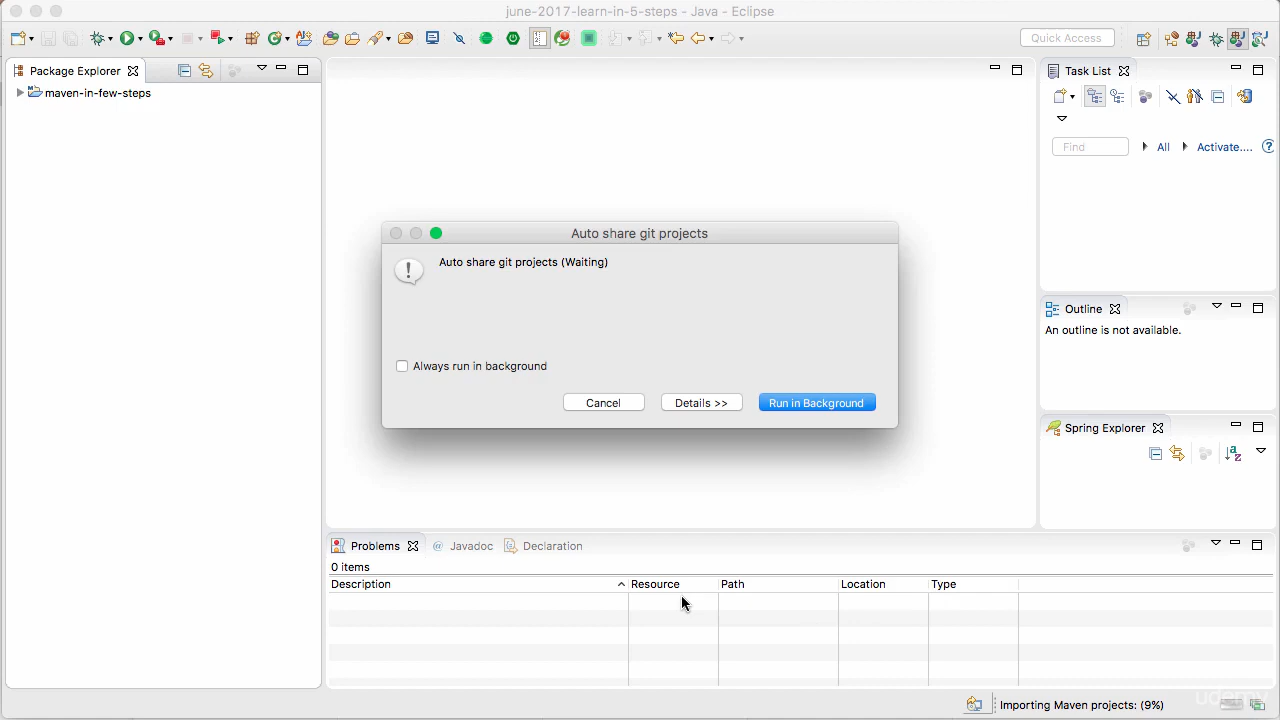 june-2017-learn-in-5-steps - Java - Eclipse
Quick Access
Package Explorer
maven-in-few-steps
Task List
Find
All
Activate....
Auto share git projects
Auto share git projects (Waiting)
Always run in background
Cancel
Details >>
Run in Background
Outline
An outline is not available.
Spring Explorer
Problems
@ Javadoc
Declaration
0 items
Description
Resource
Path
Location
Type
Importing Maven projects: (9%)
udemy